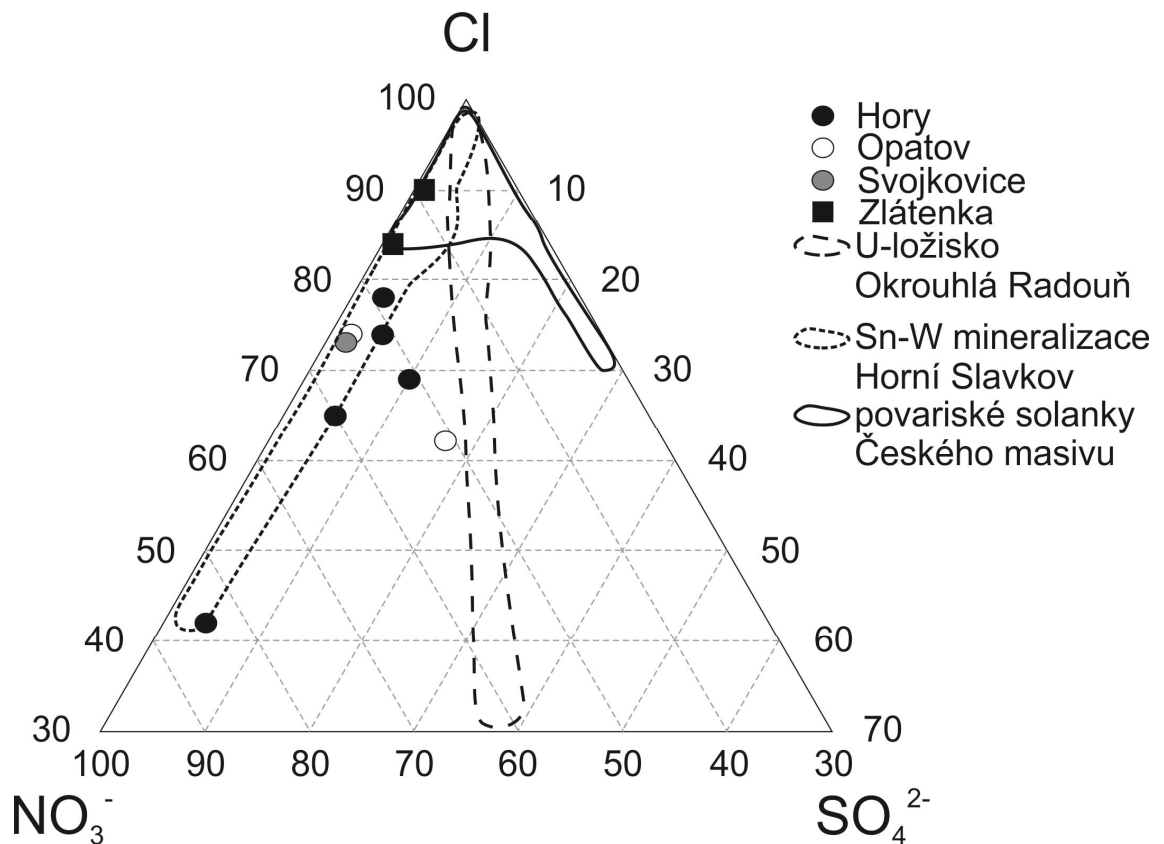 Cl
100
90
80
70
60
50
40
30
10
20
30
40
50
60
70
100 90 80 70 60 50 40 30
NO₃⁻
SO₄²⁻
Hory
Opatov
Svojkovice
Zlátenka
U-ložisko
Okrouhlá Radouň
Sn-W mineralizace
Horní Slavkov
povariské solanky
Českého masivu